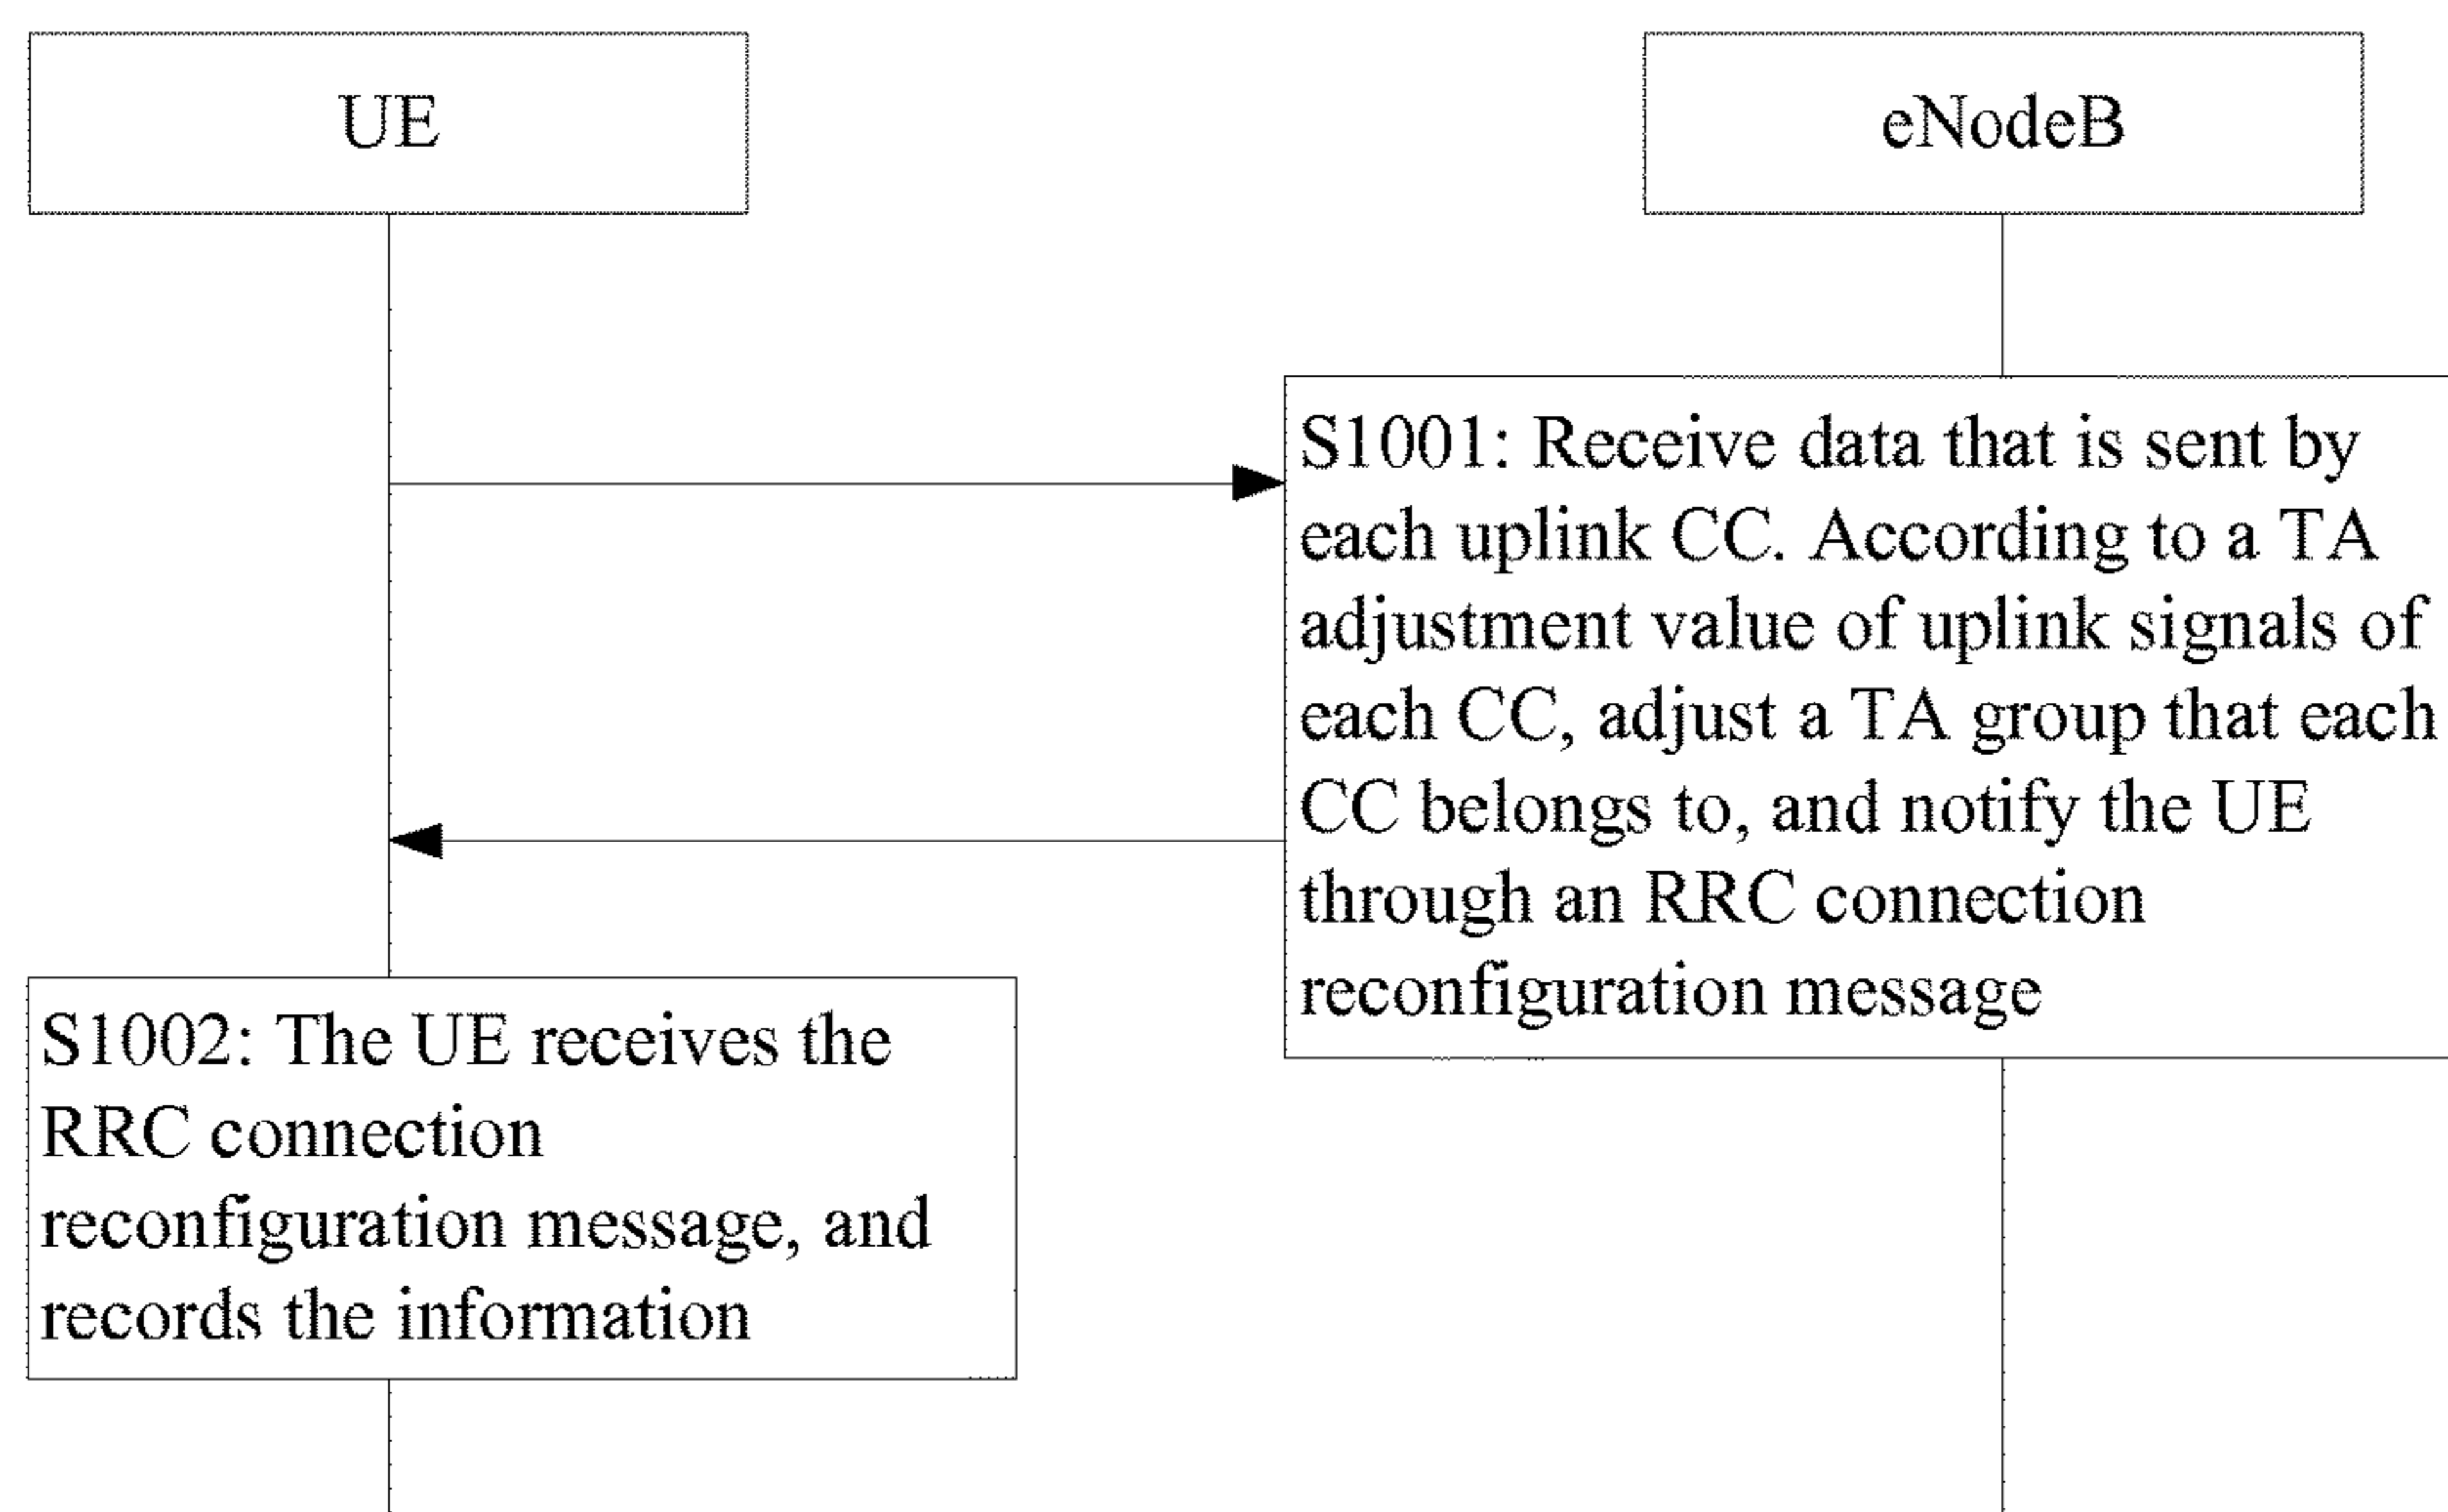 UE
eNodeB
S1001: Receive data that is sent by
each uplink CC. According to a TA
adjustment value of uplink signals of
each CC, adjust a TA group that each
CC belongs to, and notify the UE
through an RRC connection
reconfiguration message
S1002: The UE receives the
RRC connection
reconfiguration message, and
records the information